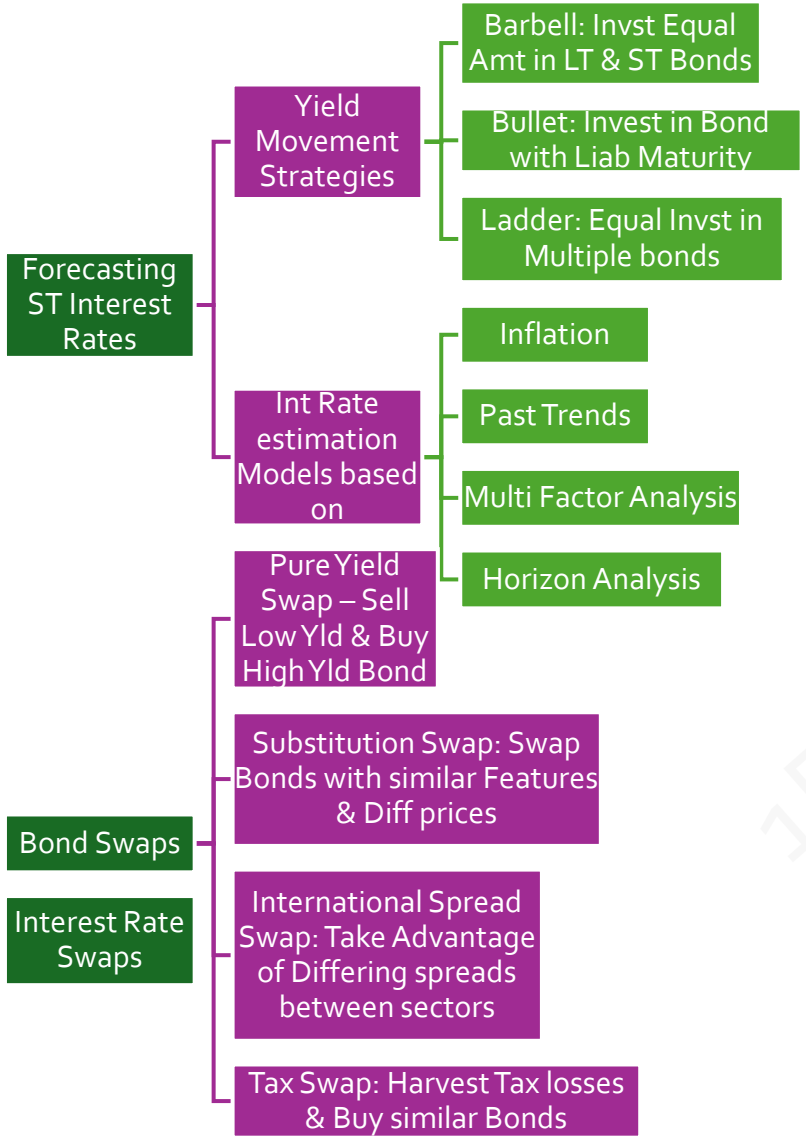 Forecasting
ST Interest
Rates
Yield
Movement
Strategies
Barbell: Invst Equal
Amt in LT & ST Bonds
Bullet: Invest in Bond
with Liab Maturity
Ladder: Equal Invst in
Multiple bonds
Int Rate
estimation
Models based
on
Inflation
Past Trends
Multi Factor Analysis
Horizon Analysis
Bond Swaps
Pure Yield
Swap – Sell
Low Yld & Buy
High Yld Bond
Substitution Swap: Swap
Bonds with similar Features
& Diff prices
International Spread
Swap: Take Advantage
of Differing spreads
between sectors
Tax Swap: Harvest Tax losses
& Buy similar Bonds
Interest Rate
Swaps